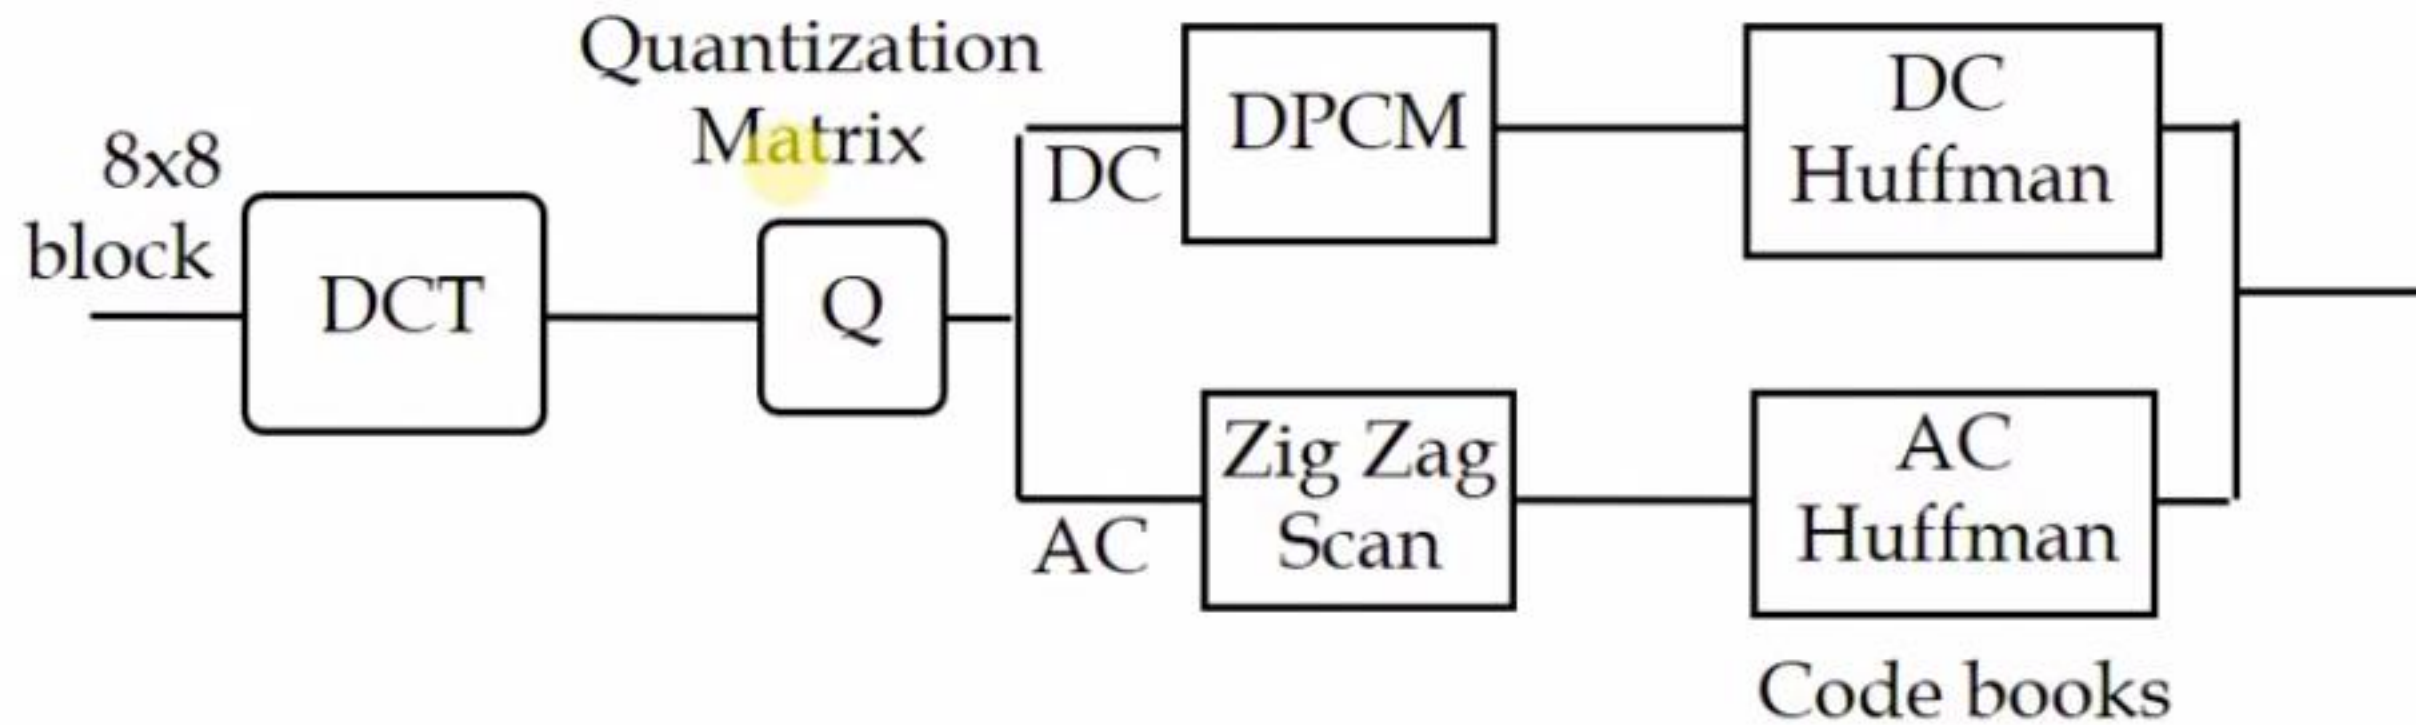 8x8
block
DCT
Quantization
Matrix
Q
DC
DPCM
DC
Huffman
AC
Zig Zag
Scan
AC
Huffman
Code books